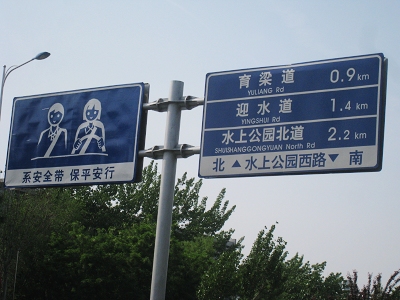 系安全带 保平安行
育梁道 0.9 km
YULIANG Rd
迎水道 1.4 km
YINGSHUI Rd
水上公园北道 2.2 km
SHUISHANGGONGYUAN North Rd
北 ▲ 水上公园西路 ▼ 南